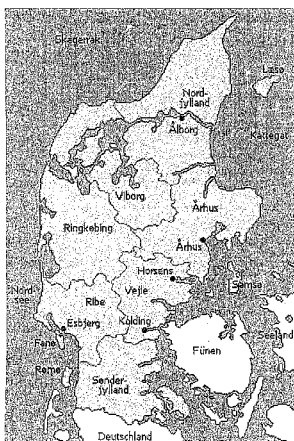 Skagerrak
Læsø
Nord-
jylland
Ålborg
Kattegat
Viborg
Århus
Ringkøbing
Århus
Horsens
Samsø
Nord-
see
Ribe
Vejle
Seeland
Esbjerg
Kolding
Fünen
Fanø
Rømø
Sønder-
jylland
Deutschland